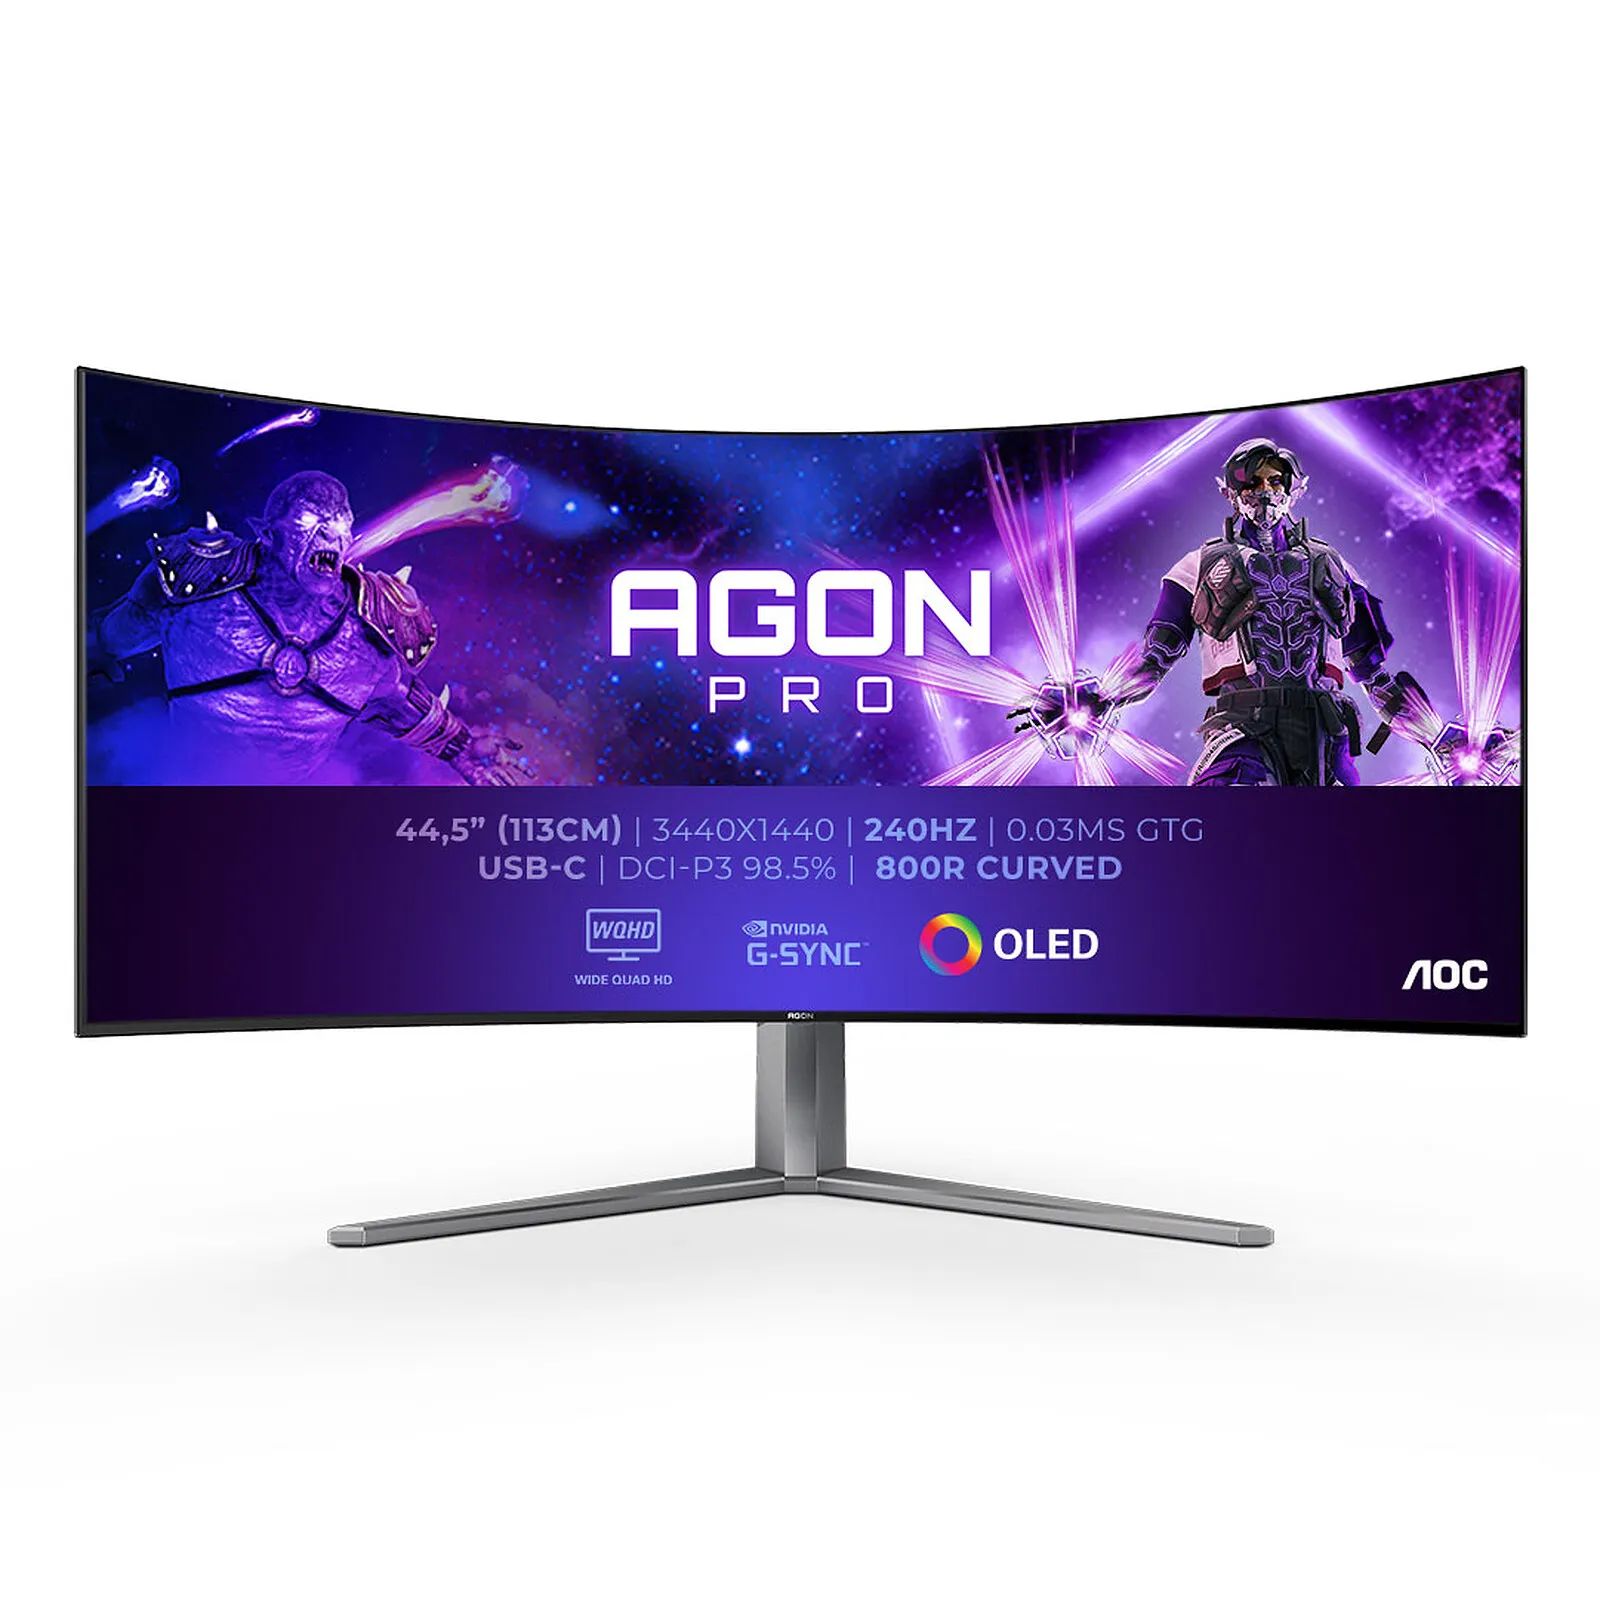 AGON
PRO
44,5” (113CM) | 3440X1440 | 240HZ | 0.03MS GTG
USB-C | DCI-P3 98.5% | 800R CURVED
WQHD
WIDE QUAD HD
NVIDIA
G-SYNC
OLED
AOC
AGON